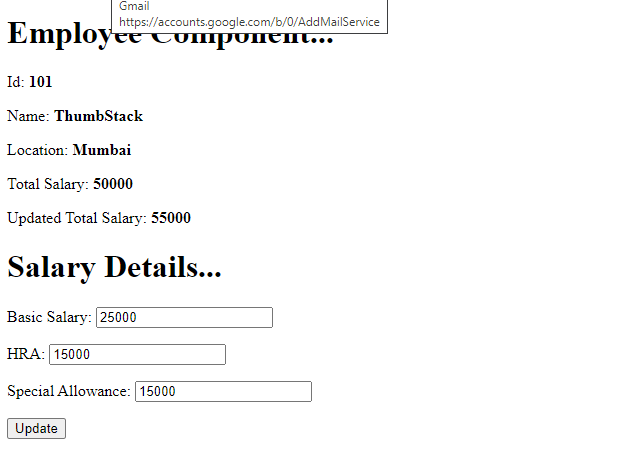 Gmail
https://accounts.google.com/b/0/AddMailService
Employee Component...
Id: 101
Name: ThumbStack
Location: Mumbai
Total Salary: 50000
Updated Total Salary: 55000
Salary Details...
Basic Salary: 25000
HRA: 15000
Special Allowance: 15000
Update